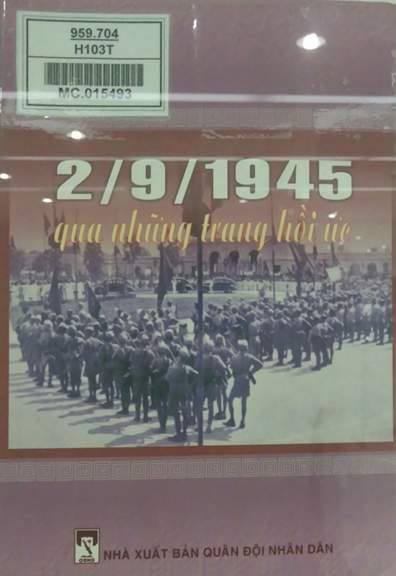 959.704
H103T
MC.015493
2/9/1945
qua những trang hồi ức
QĐND
NHÀ XUẤT BẢN QUÂN ĐỘI NHÂN DÂN